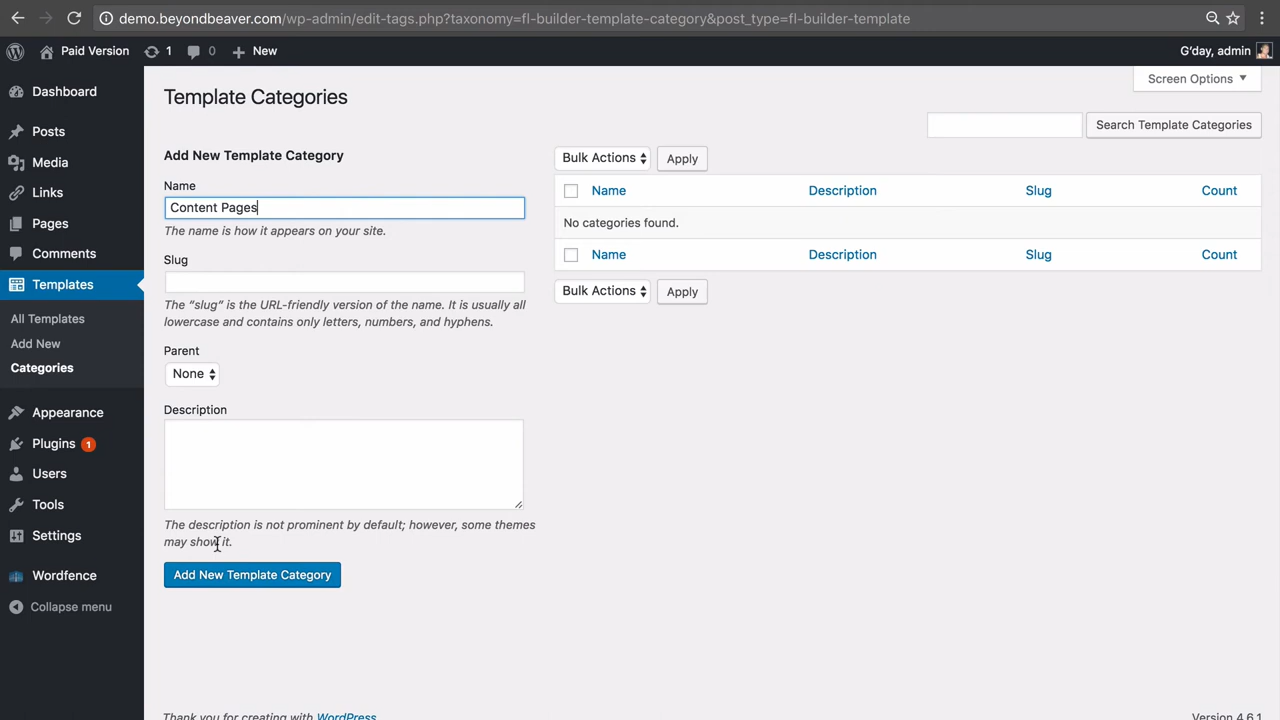 demo.beyondbeaver.com/wp-admin/edit-tags.php?taxonomy=fl-builder-template-category&post_type=fl-builder-template
Paid Version 1 0 New G'day, admin
Screen Options
Dashboard
Posts
Media
Links
Pages
Comments
Templates
All Templates
Add New
Categories
Appearance
Plugins 1
Users
Tools
Settings
Wordfence
Collapse menu
Template Categories
Search Template Categories
Add New Template Category
Name
Content Pages
The name is how it appears on your site.
Slug
The “slug” is the URL-friendly version of the name. It is usually all
lowercase and contains only letters, numbers, and hyphens.
Parent
None
Description
The description is not prominent by default; however, some themes
may show it.
Add New Template Category
Bulk Actions Apply
Name Description Slug Count
No categories found.
Name Description Slug Count
Bulk Actions Apply
Thank you for creating with WordPress
Version 4.6.1